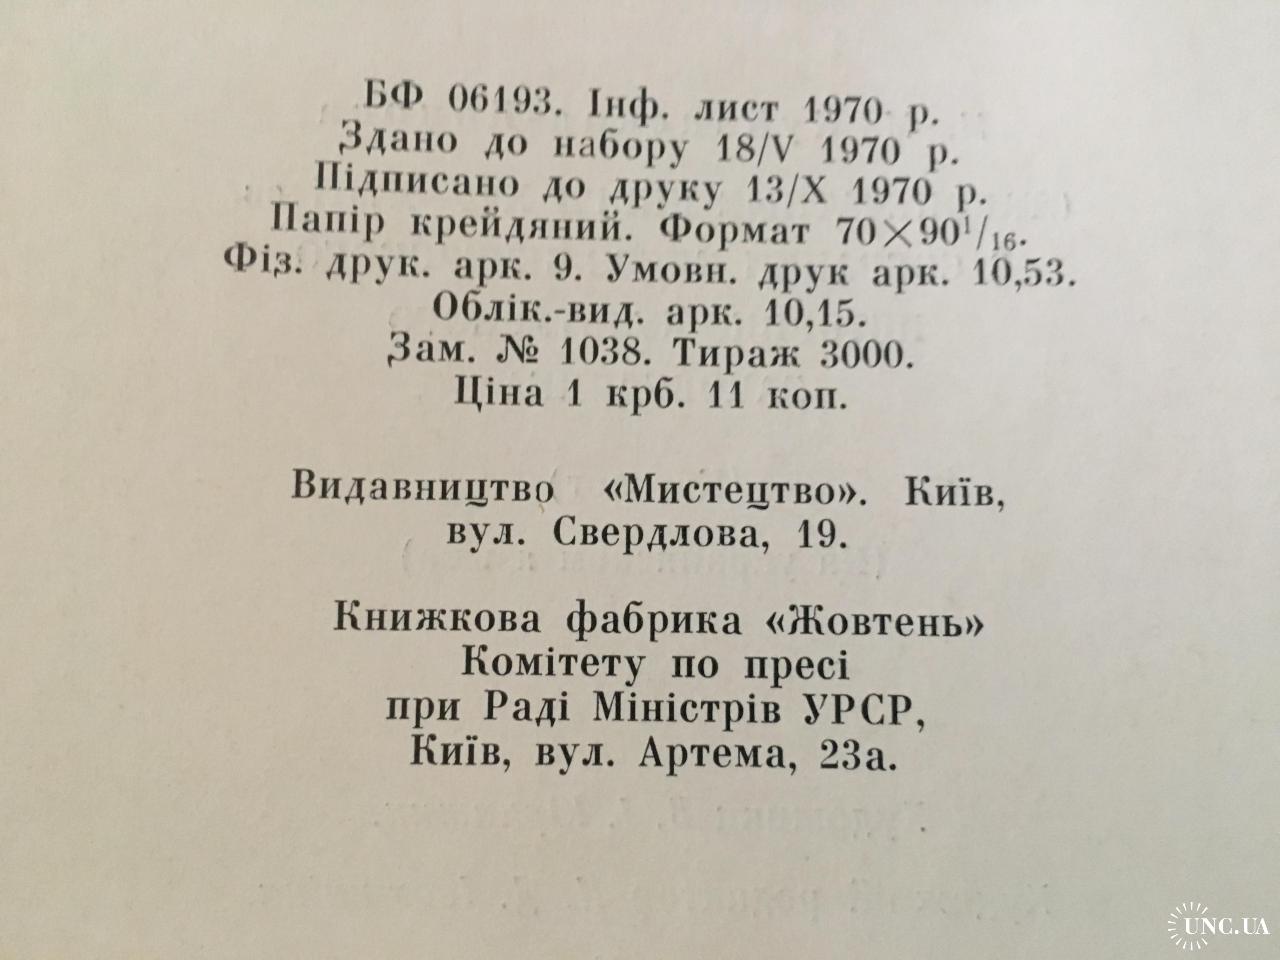 БФ 06193. Інф. лист 1970 р.
Здано до набору 18/V 1970 р.
Підписано до друку 13/X 1970 р.
Папір крейдяний. Формат 70×90¹/₁₆.
Фіз. друк. арк. 9. Умовн. друк арк. 10,53.
Облік.-вид. арк. 10,15.
Зам. № 1038. Тираж 3000.
Ціна 1 крб. 11 коп.
Видавництво «Мистецтво». Київ,
вул. Свердлова, 19.
Книжкова фабрика «Жовтень»
Комітету по пресі
при Раді Міністрів УРСР,
Київ, вул. Артема, 23а.
UNC.UA